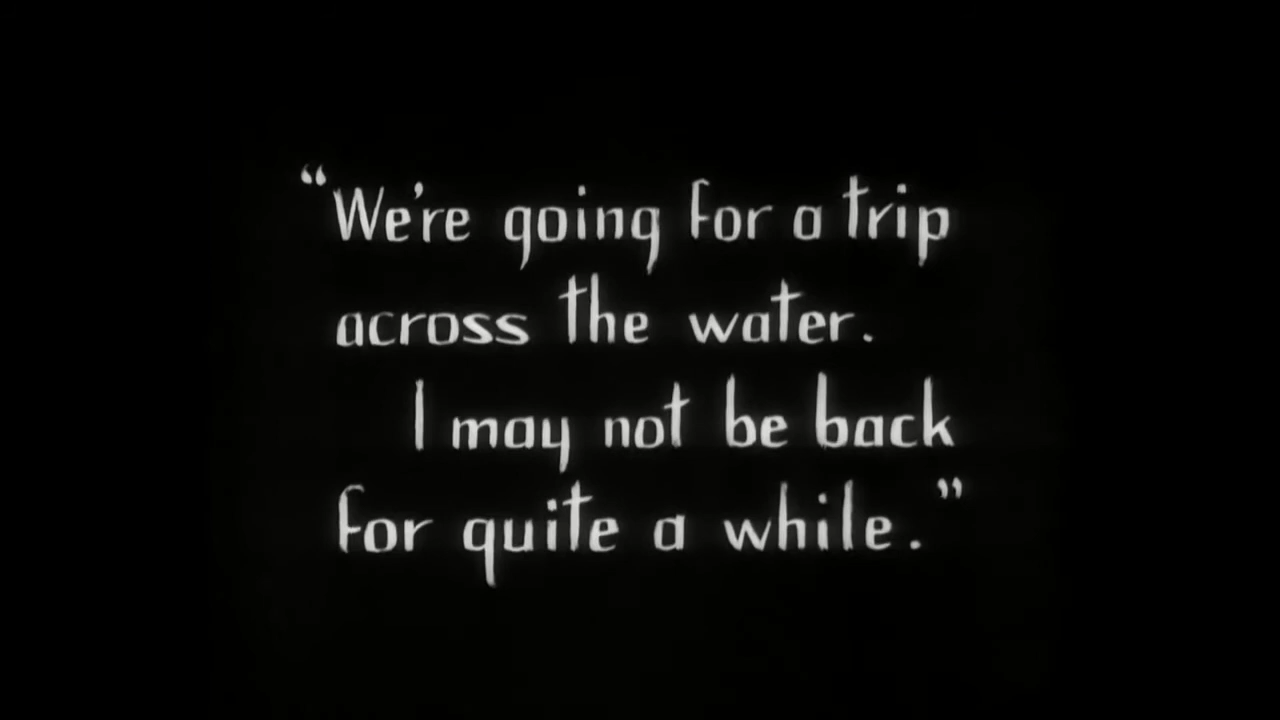 “We're going for a trip
across the water.
I may not be back
for quite a while.”